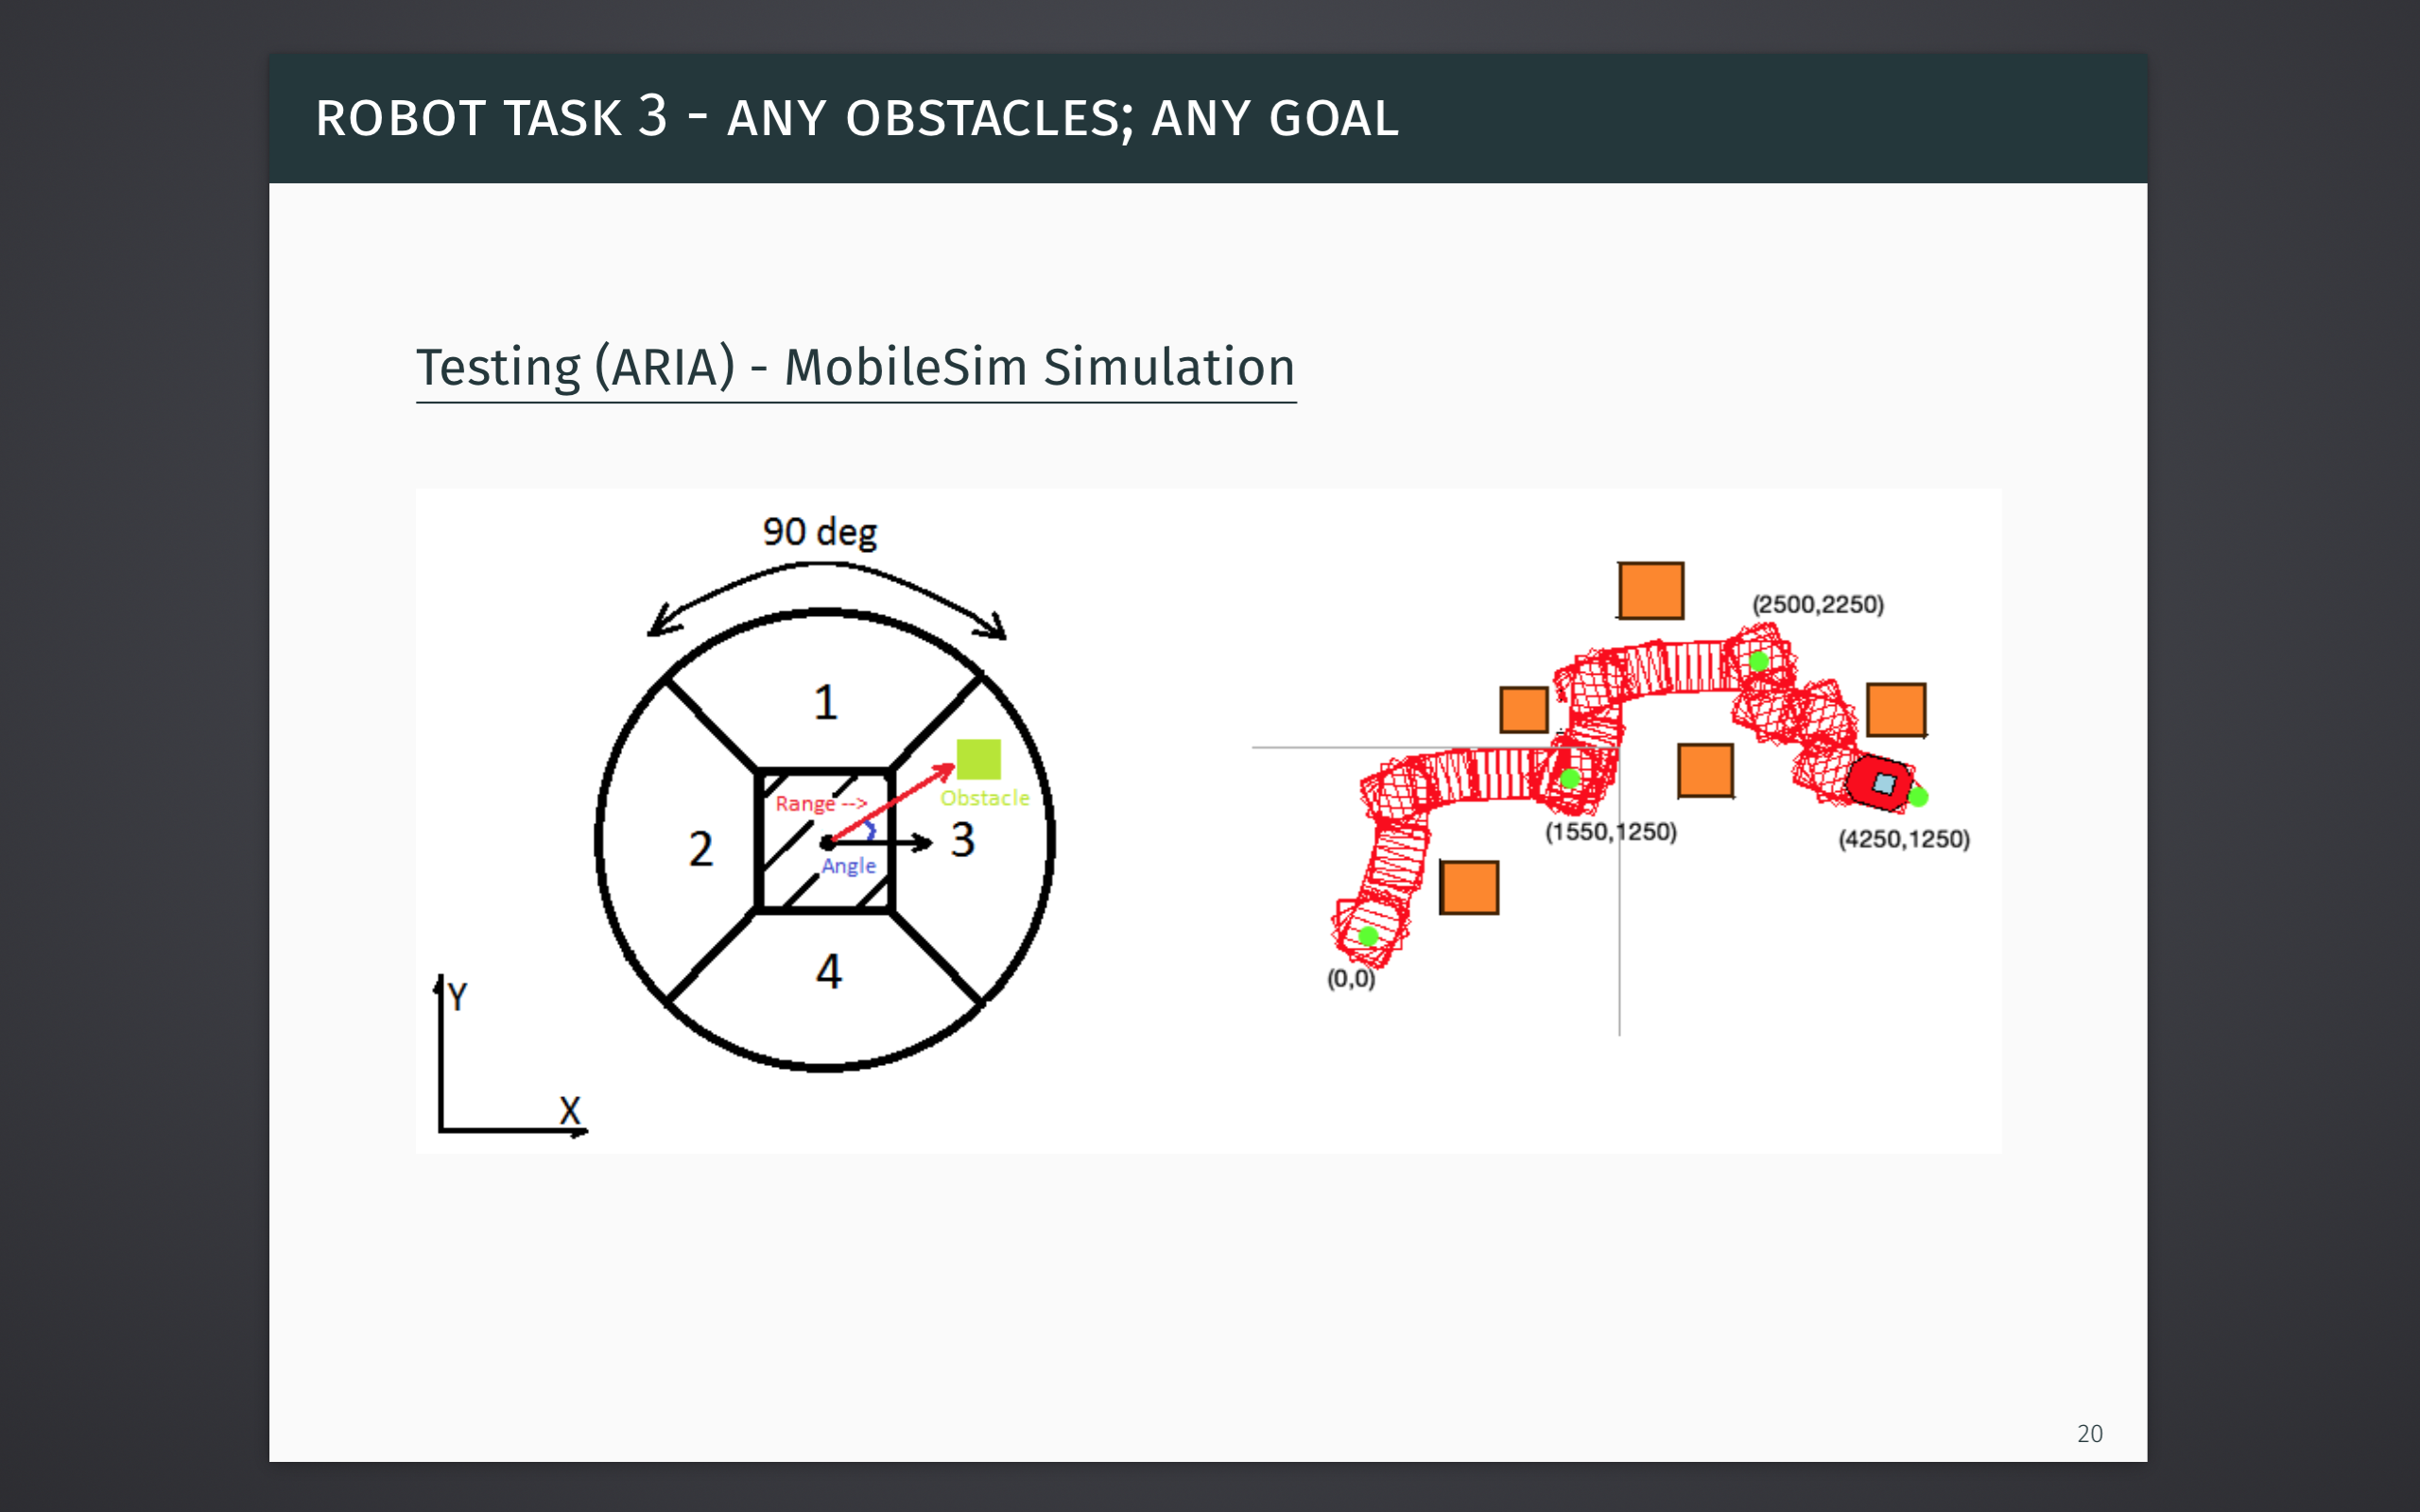 ROBOT TASK 3 - ANY OBSTACLES; ANY GOAL
Testing (ARIA) - MobileSim Simulation
90 deg
1
Range -->
Obstacle
2
3
Angle
4
Y
X
(2500,2250)
(1550,1250)
(4250,1250)
(0,0)
20